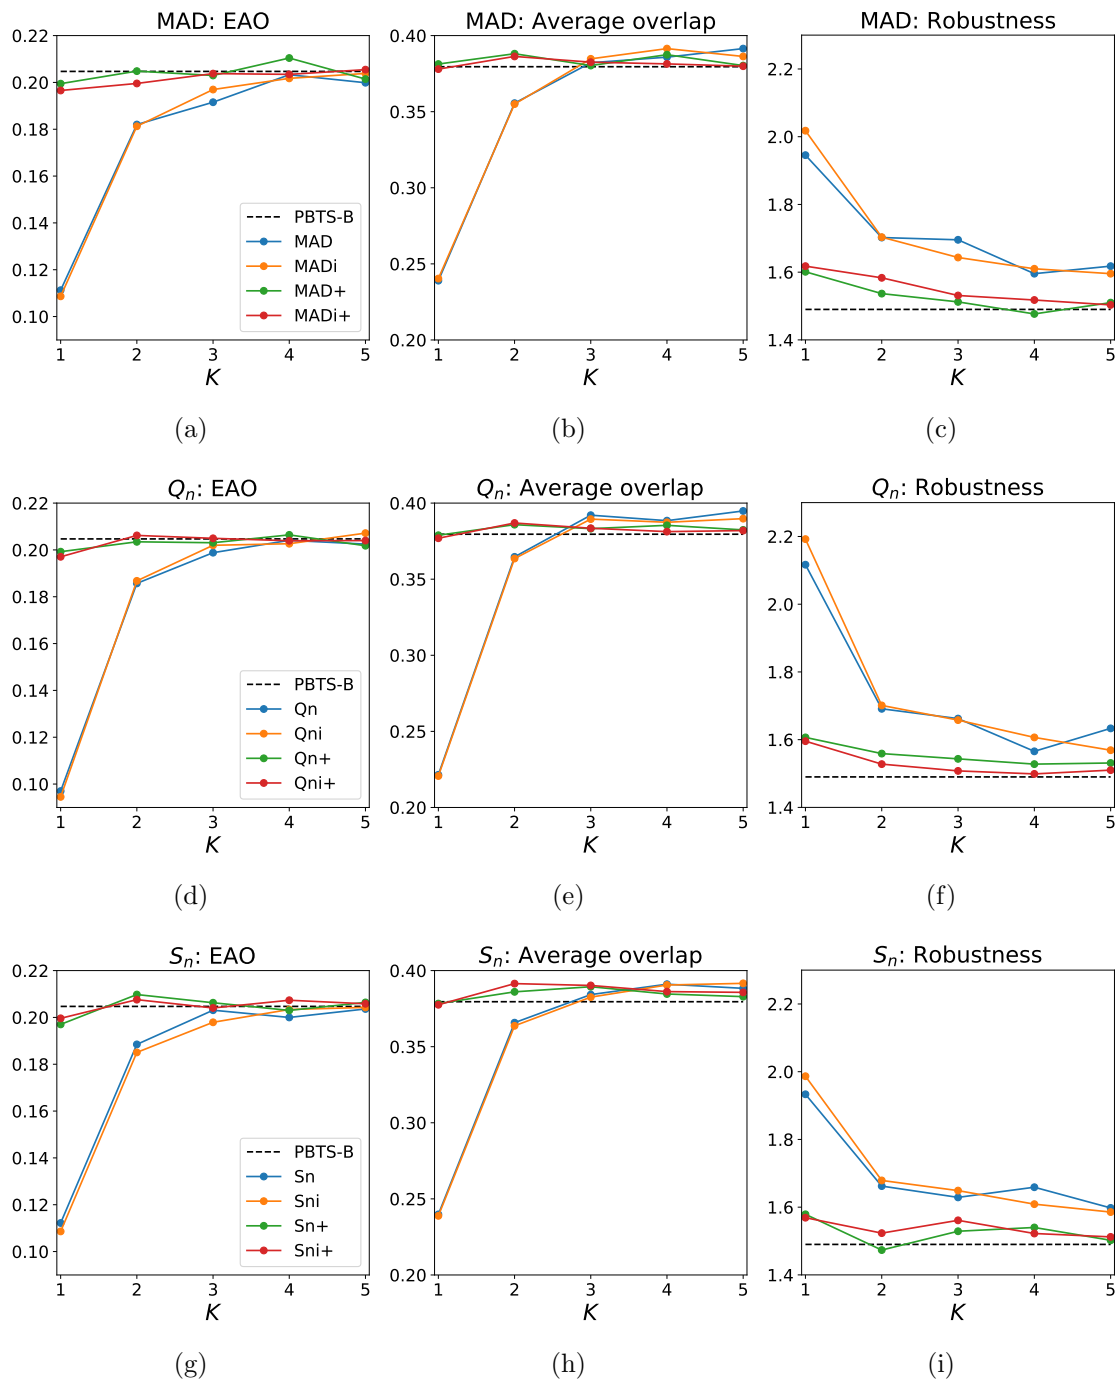 MAD: EAO
0.22
0.20
0.18
0.16
0.14
0.12
0.10
PBTS-B
MAD
MADi
MAD+
MADi+
1 2 3 4 5
K
(a)
MAD: Average overlap
0.40
0.35
0.30
0.25
0.20
1 2 3 4 5
K
(b)
MAD: Robustness
2.2
2.0
1.8
1.6
1.4
1 2 3 4 5
K
(c)
Qn: EAO
0.22
0.20
0.18
0.16
0.14
0.12
0.10
PBTS-B
Qn
Qni
Qn+
Qni+
1 2 3 4 5
K
(d)
Qn: Average overlap
0.40
0.35
0.30
0.25
0.20
1 2 3 4 5
K
(e)
Qn: Robustness
2.2
2.0
1.8
1.6
1.4
1 2 3 4 5
K
(f)
Sn: EAO
0.22
0.20
0.18
0.16
0.14
0.12
0.10
PBTS-B
Sn
Sni
Sn+
Sni+
1 2 3 4 5
K
(g)
Sn: Average overlap
0.40
0.35
0.30
0.25
0.20
1 2 3 4 5
K
(h)
Sn: Robustness
2.2
2.0
1.8
1.6
1.4
1 2 3 4 5
K
(i)